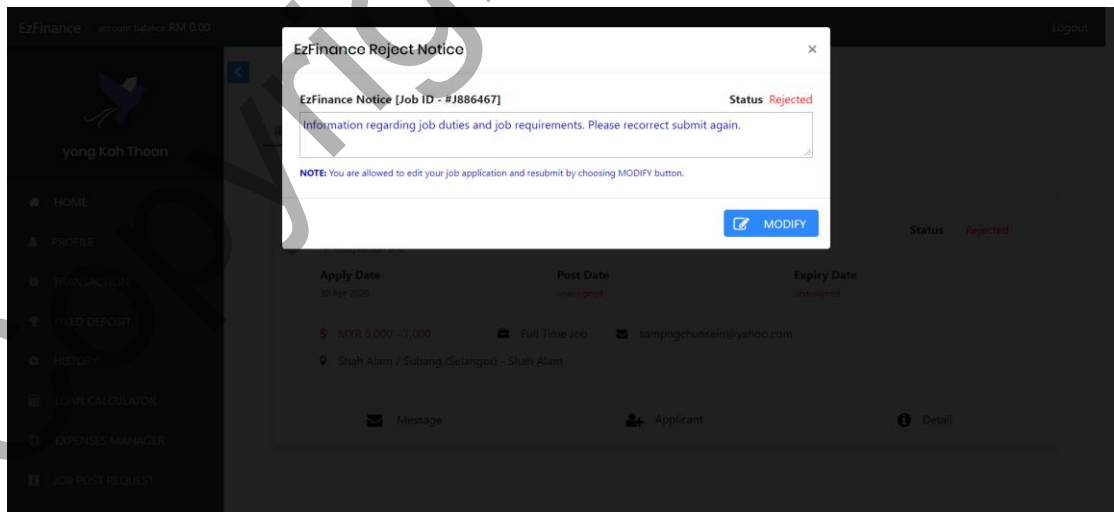 EzFinance account balance RM 0.00
Logout
EzFinance Reject Notice
×
EzFinance Notice [Job ID - #J886467]
Status Rejected
Information regarding job duties and job requirements. Please recorrect submit again.
NOTE: You are allowed to edit your job application and resubmit by choosing MODIFY button.
MODIFY
yong Kah Thean
HOME
PROFILE
TRANSACTION
FIXED DEPOSIT
HISTORY
LOAN CALCULATOR
EXPENSES MANAGER
JOB POST REQUEST
Status Rejected
Apply Date Post Date Expiry Date
30 Apr 2020 unassigned unassigned
$ MYR 5,000 - 7,000 Full Time Job sampngchunsein@yahoo.com
Shah Alam / Subang (Selangor) - Shah Alam
Message Applicant Detail